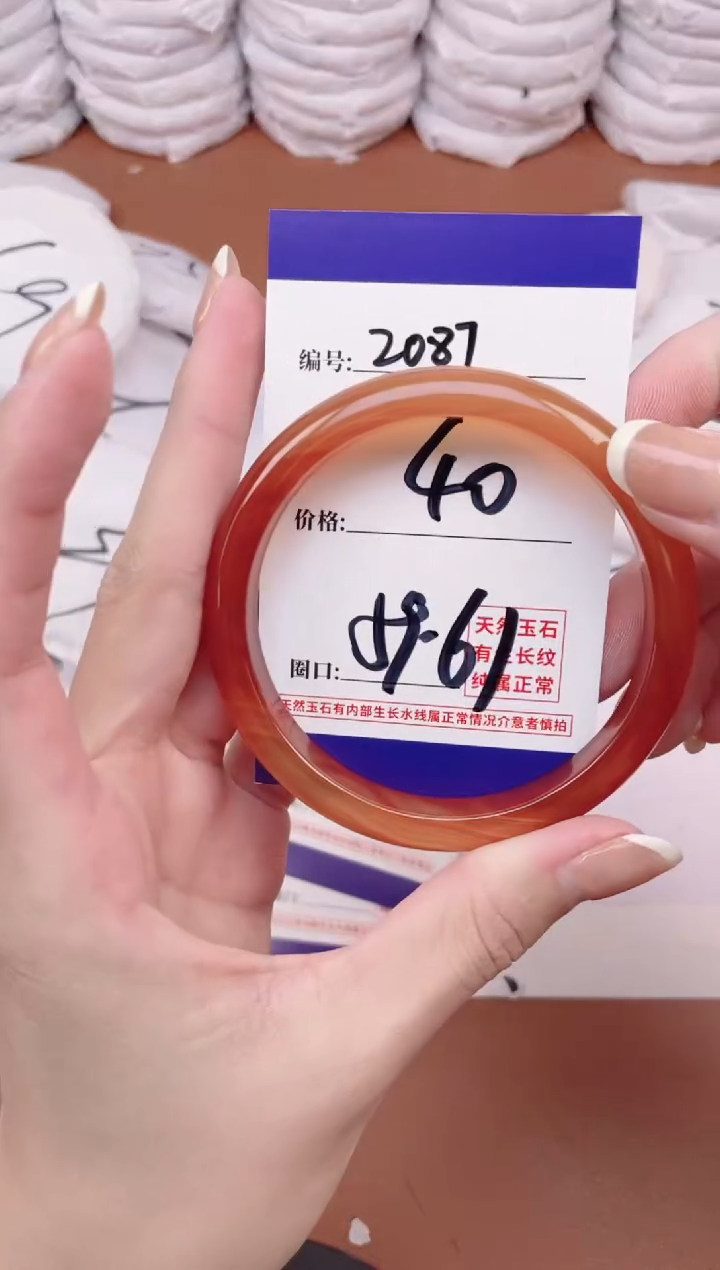 编号: 2087
价格: 40
圈口: 59-61
天然玉石
有生长纹
纯属正常
天然玉石有内部生长水线属正常情况介意者慎拍